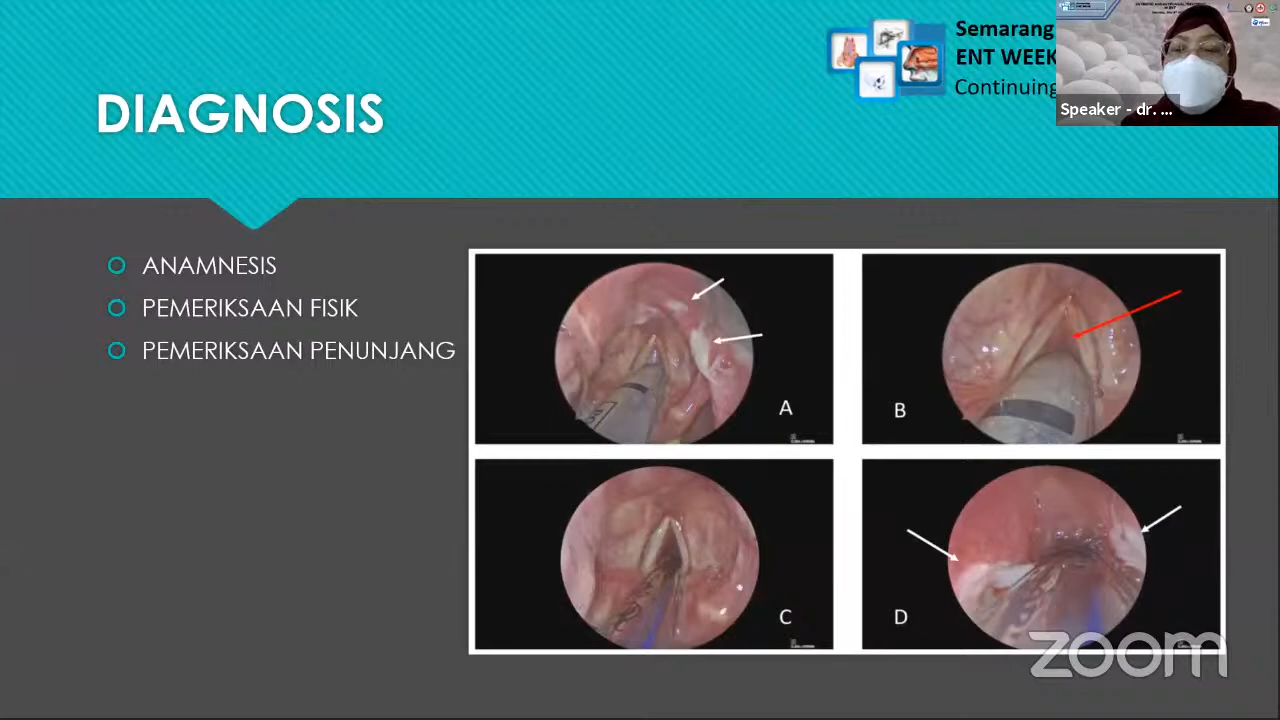 Semarang
ENT WEEK
Continuing
Speaker - dr. ...
DIAGNOSIS
ANAMNESIS
PEMERIKSAAN FISIK
PEMERIKSAAN PENUNJANG
A
B
C
D
zoom